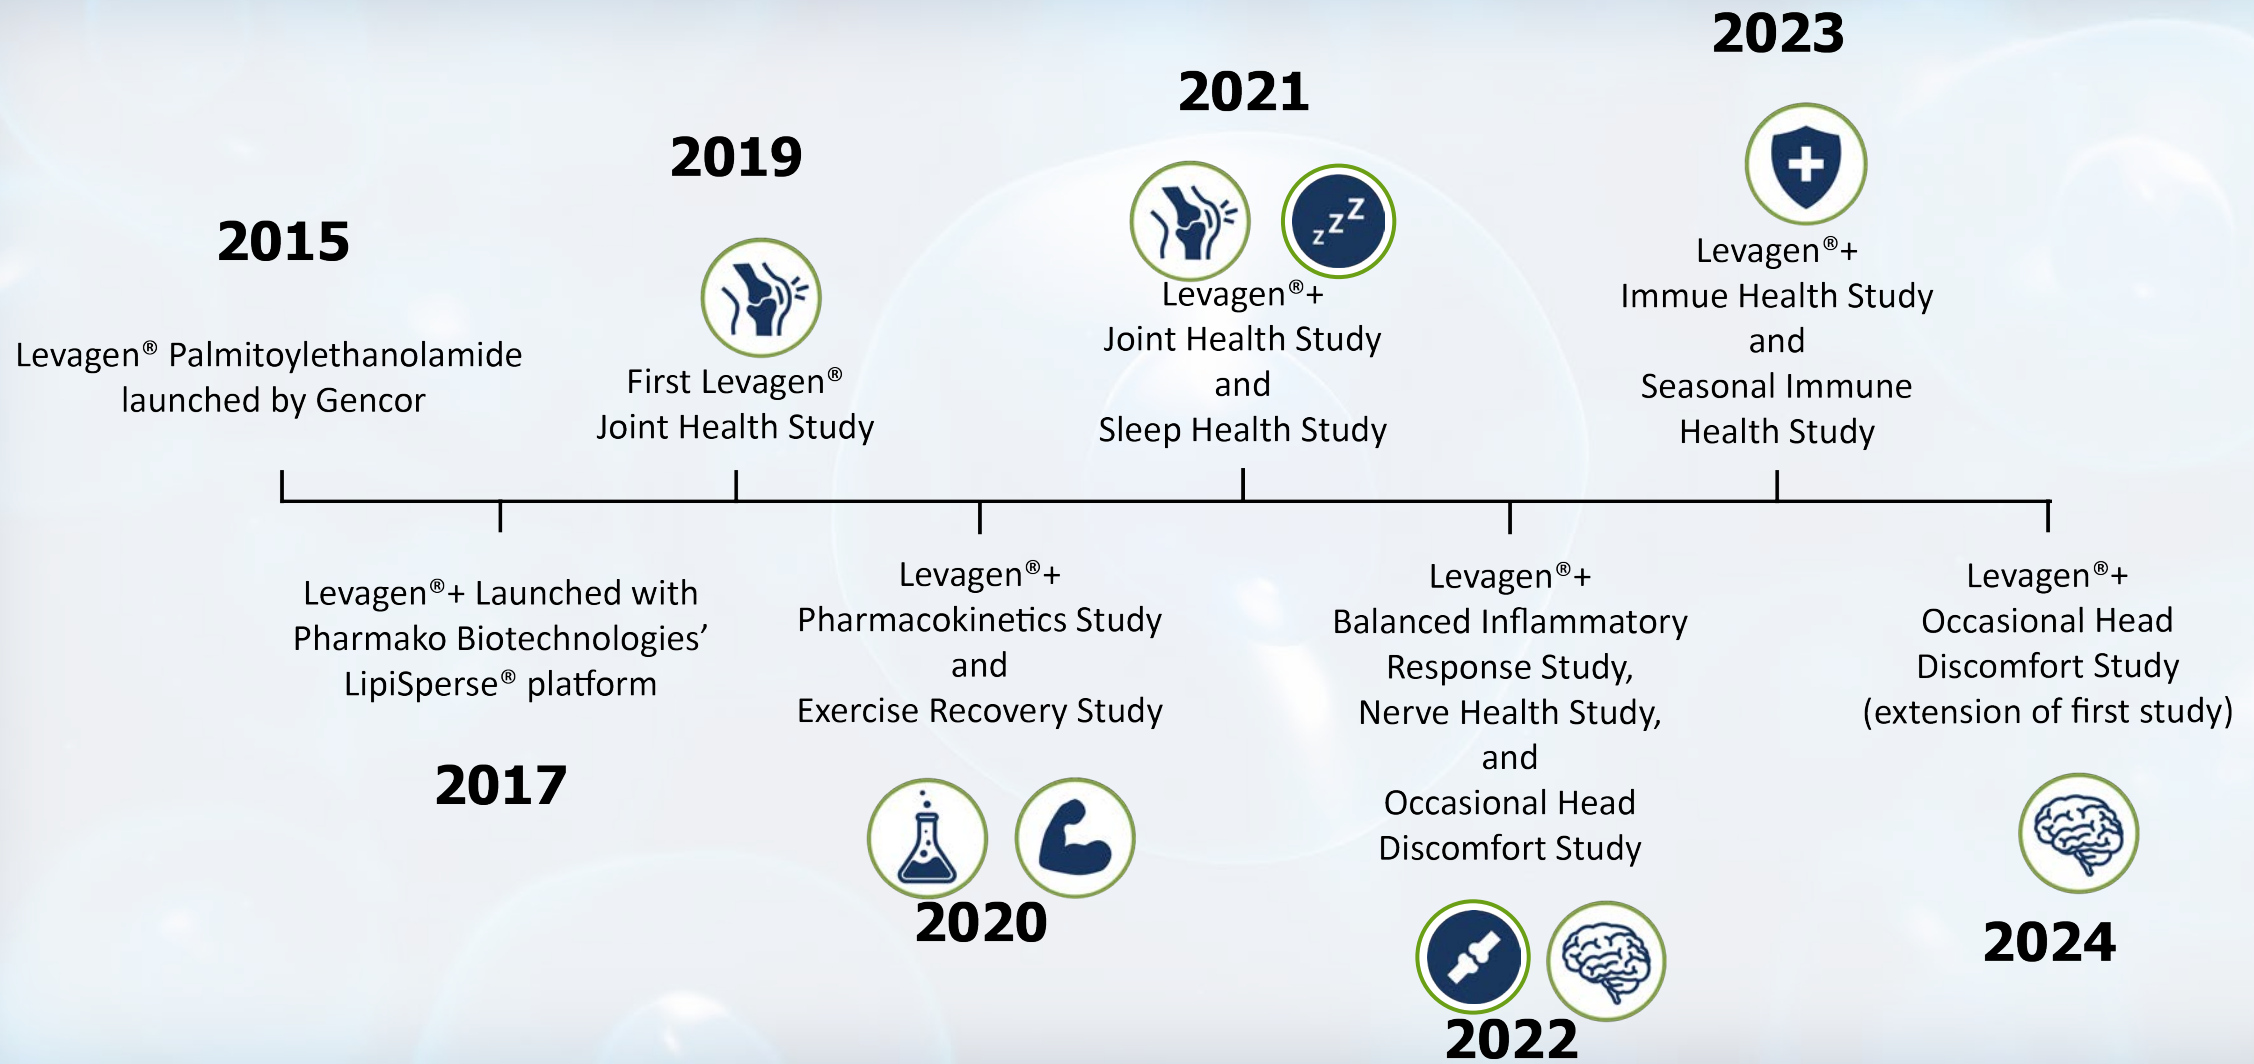 2015
Levagen® Palmitoylethanolamide
launched by Gencor
Levagen®+ Launched with
Pharmako Biotechnologies’
LipiSperse® platform
2017
2019
First Levagen®
Joint Health Study
Levagen®+
Pharmacokinetics Study
and
Exercise Recovery Study
2020
2021
zzZ
Levagen®+
Joint Health Study
and
Sleep Health Study
Levagen®+
Balanced Inflammatory
Response Study,
Nerve Health Study,
and
Occasional Head
Discomfort Study
2022
2023
Levagen®+
Immue Health Study
and
Seasonal Immune
Health Study
Levagen®+
Occasional Head
Discomfort Study
(extension of first study)
2024